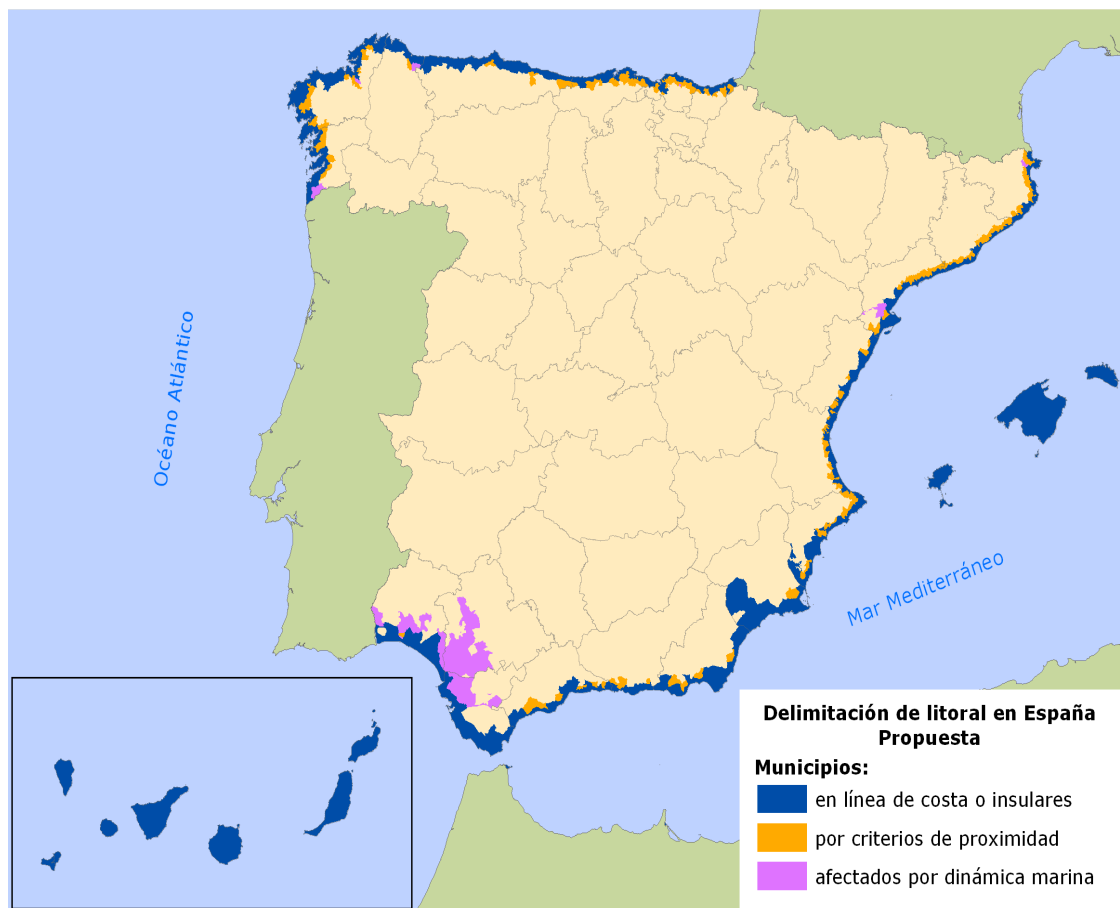 Océano Atlántico
Mar Mediterráneo
Delimitación de litoral en España
Propuesta
Municipios:
en línea de costa o insulares
por criterios de proximidad
afectados por dinámica marina